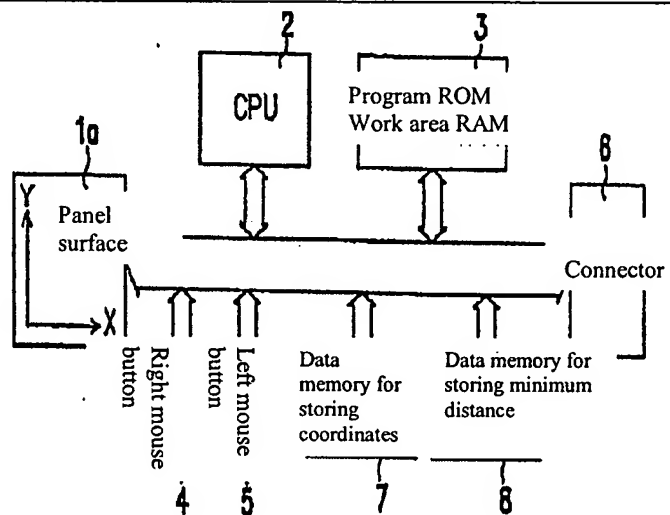 2
3
CPU
Program ROM
Work area RAM
1a
6
Y
Panel
surface
Connector
X
Right mouse
button
Left mouse
button
Data
memory for
storing
coordinates
Data memory for
storing minimum
distance
4
5
7
8